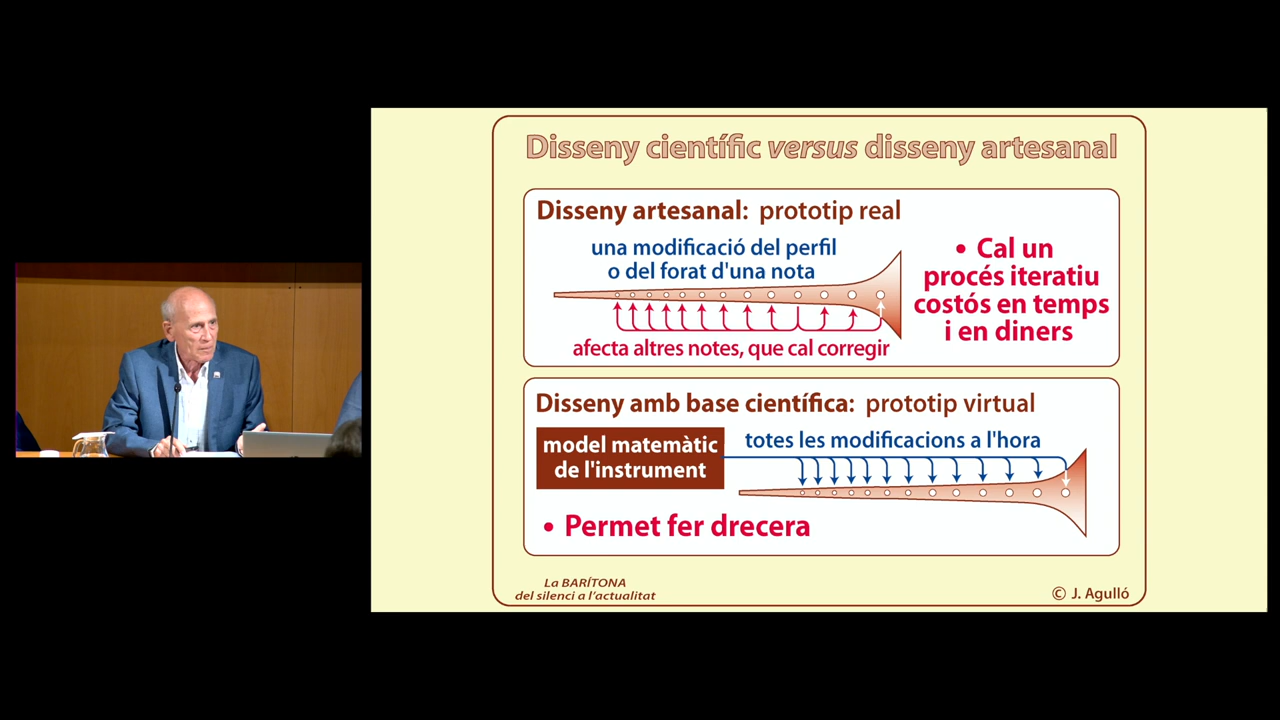 Disseny científic versus disseny artesanal
Disseny artesanal: prototip real
una modificació del perfil
o del forat d'una nota
afecta altres notes, que cal corregir
• Cal un
procés iteratiu
costós en temps
i en diners
Disseny amb base científica: prototip virtual
model matemàtic
de l'instrument
totes les modificacions a l'hora
• Permet fer drecera
La BARÍTONA
del silenci a l'actualitat
© J. Agulló